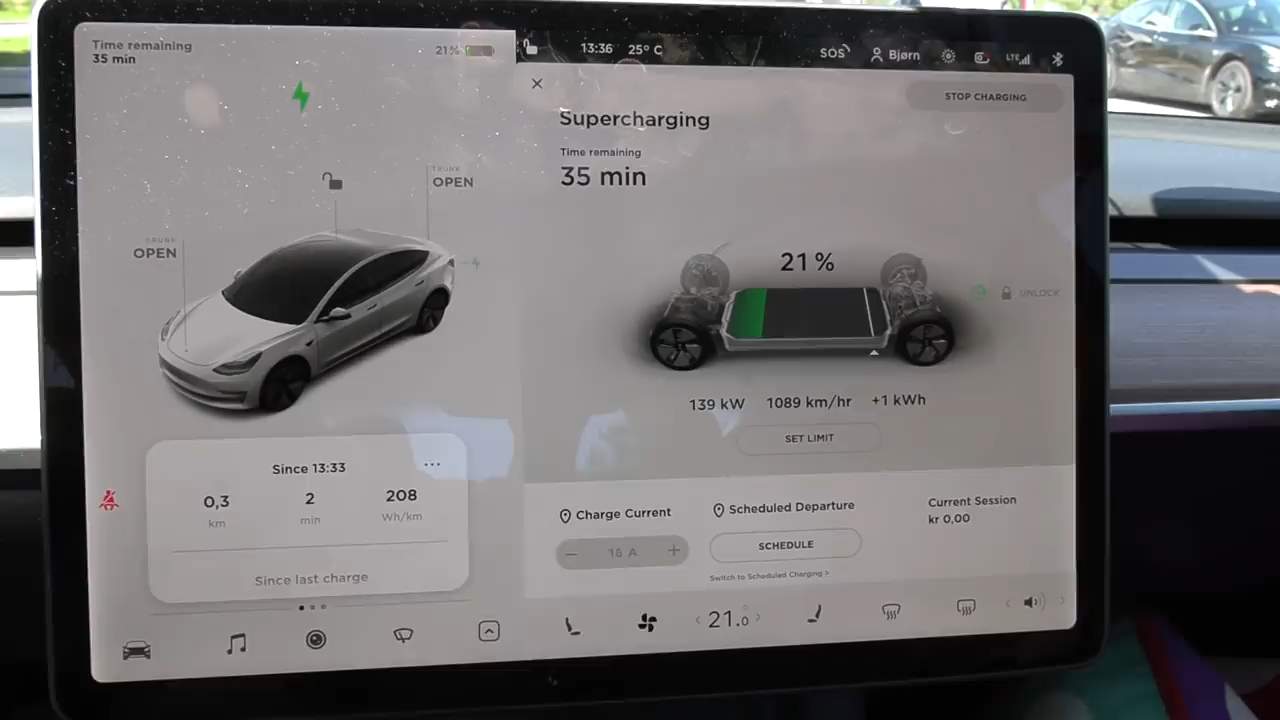 Time remaining
35 min
21%
13:36 25° C
SOS
Bjørn
LTE
STOP CHARGING
Supercharging
Time remaining
35 min
TRUNK
OPEN
TRUNK
OPEN
21 %
UNLOCK
139 kW 1089 km/hr +1 kWh
SET LIMIT
Since 13:33
0,3 2 208
km min Wh/km
Since last charge
Charge Current
− 16 A +
Scheduled Departure
SCHEDULE
Switch to Scheduled Charging >
Current Session
kr 0,00
< 21.0 >